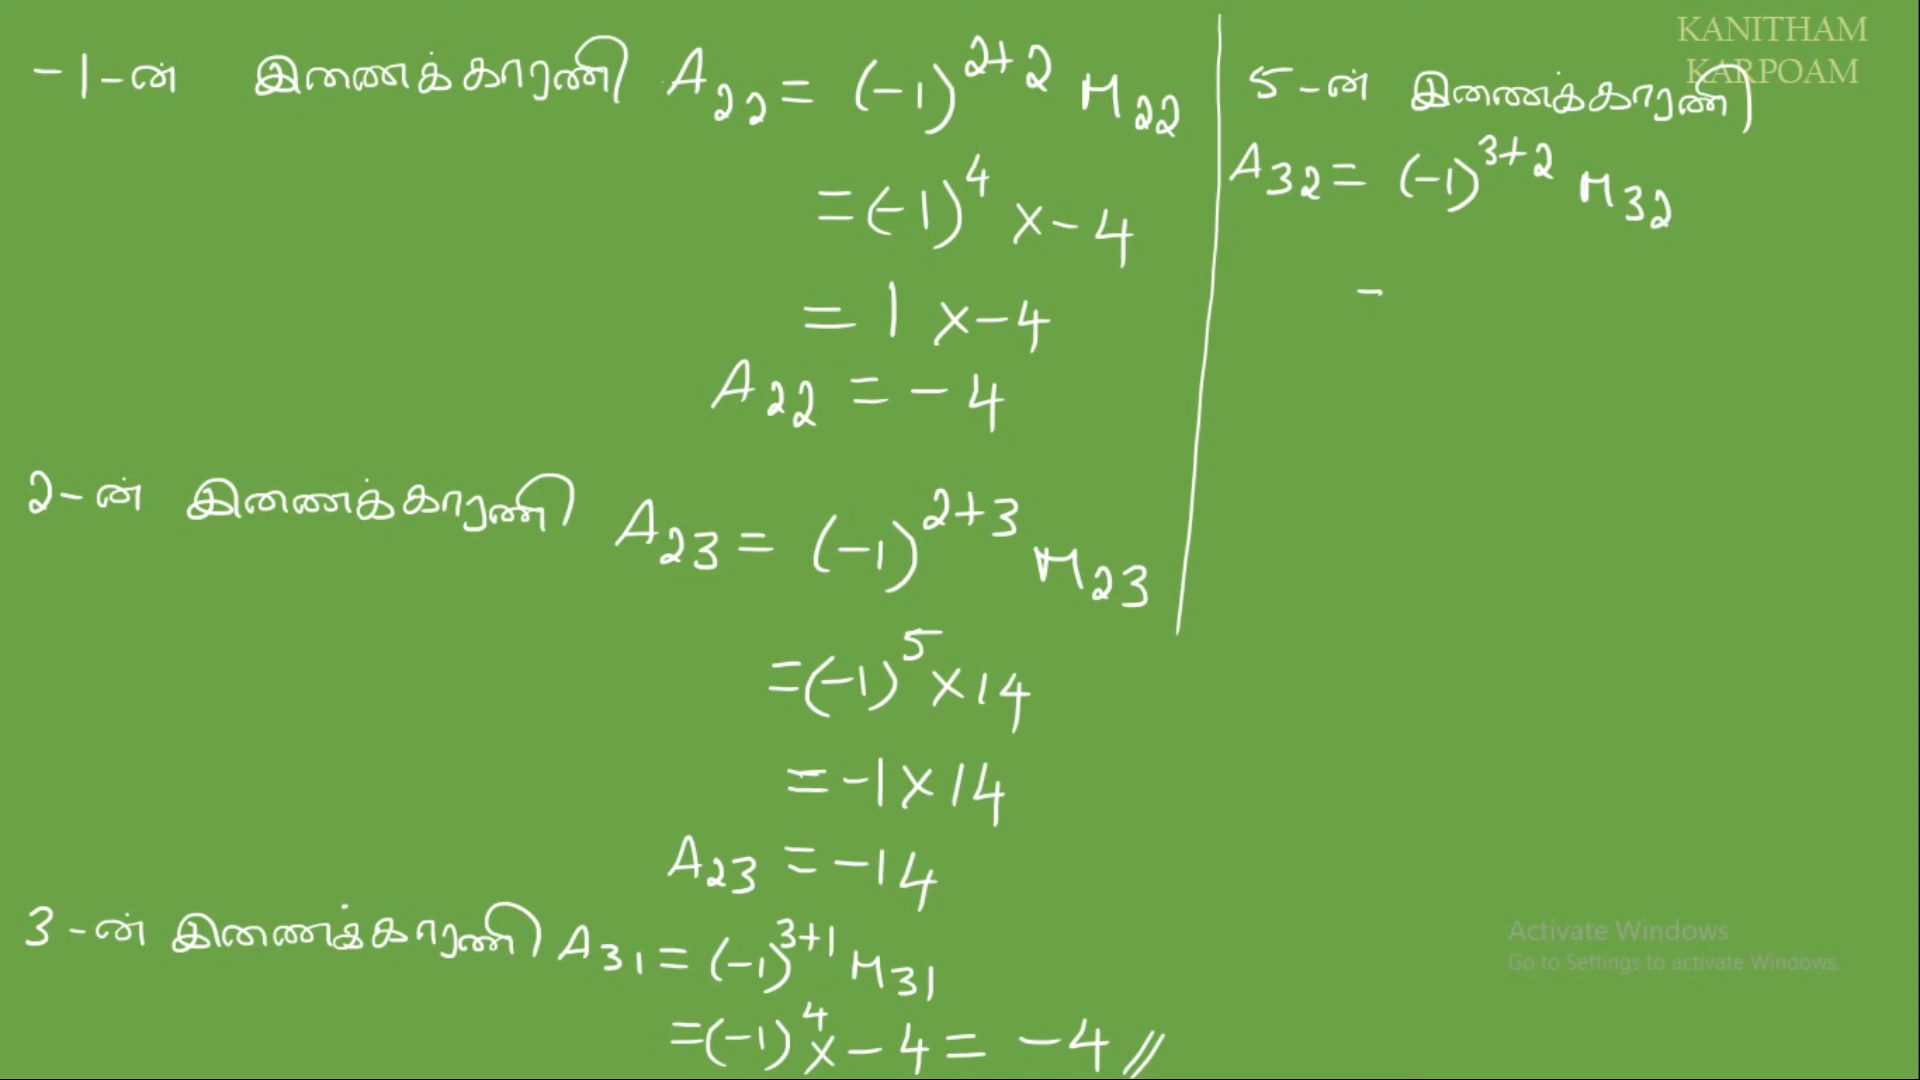 -1-ன் இணைக்காரணி A₂₂ = (-1)²⁺² M₂₂
= (-1)⁴ x -4
= 1 x -4
A₂₂ = -4
2-ன் இணைக்காரணி A₂₃ = (-1)²⁺³ M₂₃
= (-1)⁵ x 14
= -1 x 14
A₂₃ = -14
3-ன் இணைக்காரணி A₃₁ = (-1)³⁺¹ M₃₁
= (-1)⁴ x -4 = -4 //
KANITHAM
KARPOAM
5-ன் இணைக்காரணி
A₃₂ = (-1)³⁺² M₃₂
-
Activate Windows
Go to Settings to activate Windows.